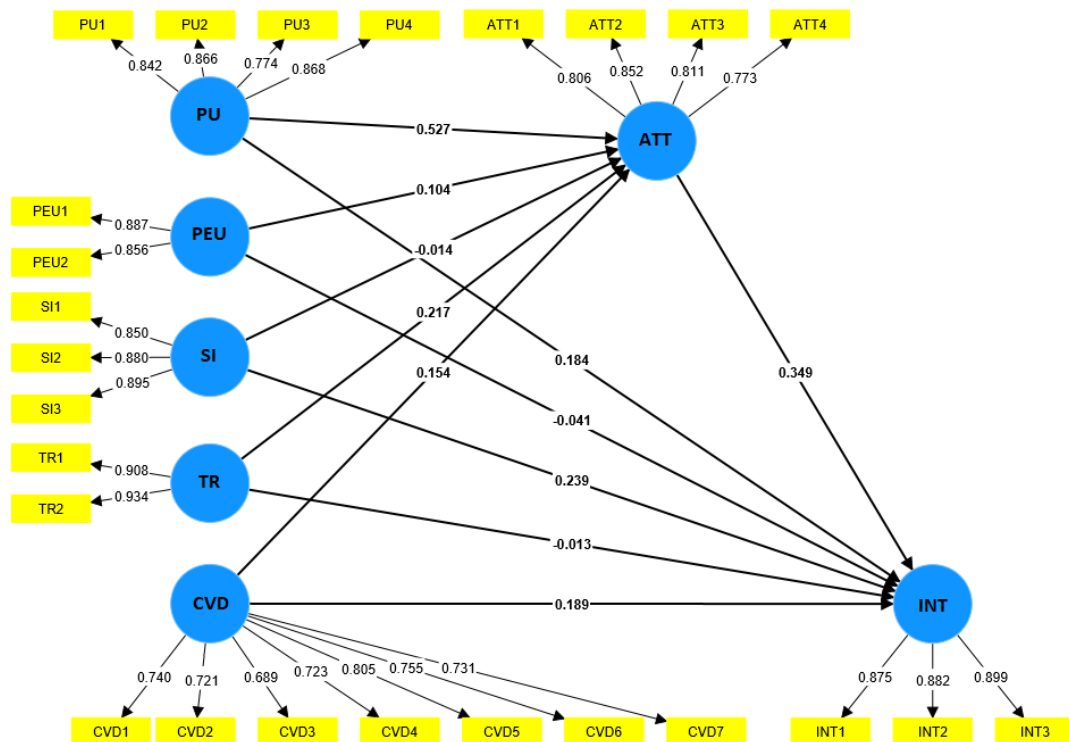 PU1 PU2 PU3 PU4 ATT1 ATT2 ATT3 ATT4
0.842 0.866 0.774 0.868 0.806 0.852 0.811 0.773
PU
ATT
0.527
0.104
PEU1
0.887
PEU
0.856
PEU2
-0.014
SI1
0.850
0.217
SI
SI2
0.880
0.184
0.154
0.349
0.895
SI3
-0.041
TR1
0.908
TR
0.239
0.934
TR2
-0.013
CVD
0.189
INT
0.740 0.721 0.689 0.723 0.805 0.755 0.731
0.875 0.882 0.899
CVD1 CVD2 CVD3 CVD4 CVD5 CVD6 CVD7 INT1 INT2 INT3